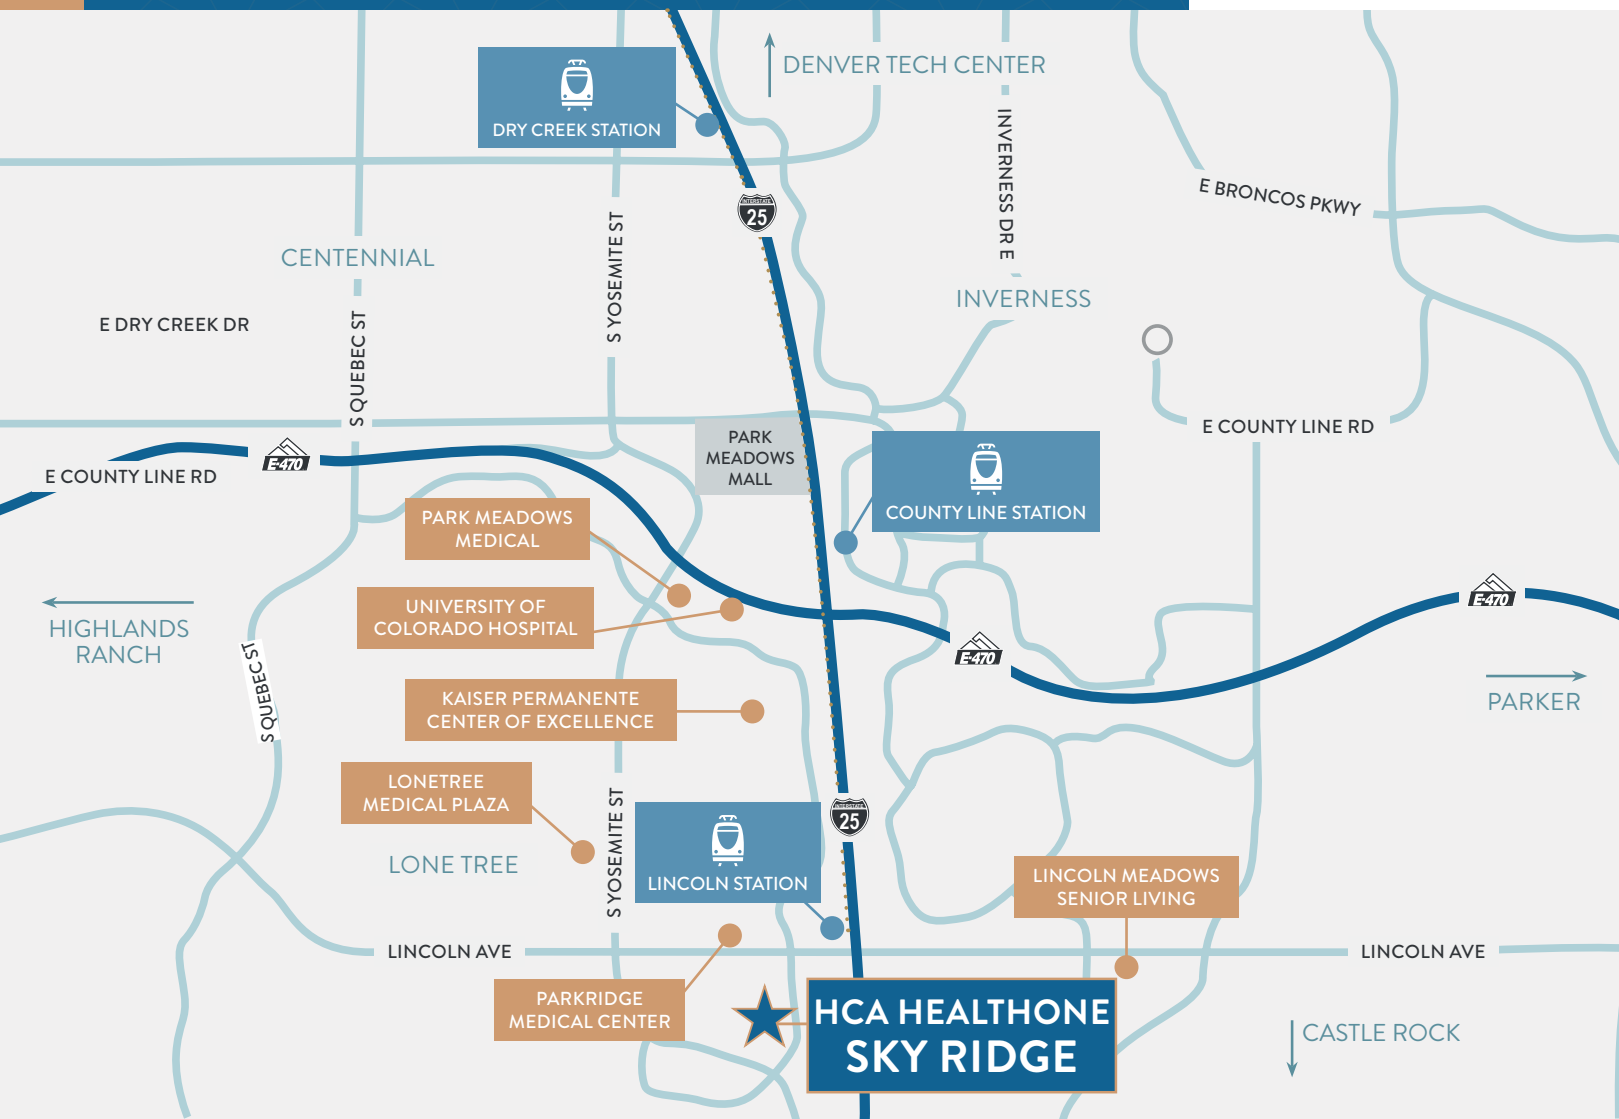 DENVER TECH CENTER
DRY CREEK STATION
INVERNESS DR E
E BRONCOS PKWY
INTERSTATE
25
S YOSEMITE ST
CENTENNIAL
INVERNESS
E DRY CREEK DR
S QUEBEC ST
E COUNTY LINE RD
PARK
MEADOWS
MALL
E-470
E COUNTY LINE RD
COUNTY LINE STATION
PARK MEADOWS
MEDICAL
UNIVERSITY OF
COLORADO HOSPITAL
E-470
HIGHLANDS
RANCH
E-470
S QUEBEC ST
KAISER PERMANENTE
CENTER OF EXCELLENCE
PARKER
LONETREE
MEDICAL PLAZA
S YOSEMITE ST
INTERSTATE
25
LONE TREE
LINCOLN STATION
LINCOLN MEADOWS
SENIOR LIVING
LINCOLN AVE
LINCOLN AVE
PARKRIDGE
MEDICAL CENTER
HCA HEALTHONE
SKY RIDGE
CASTLE ROCK